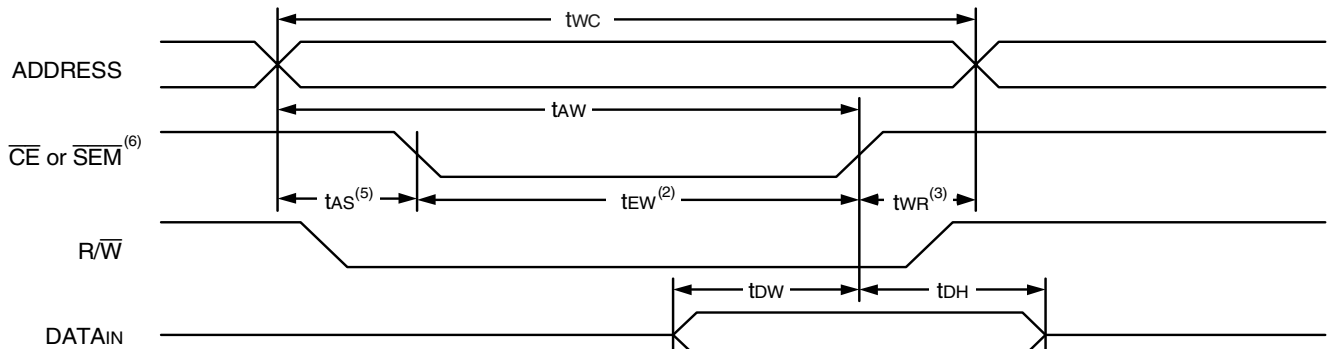 tWC
ADDRESS
tAW
CE or SEM(6)
tAS(5) tEW(2) tWR(3)
R/W
tDW tDH
DATAIN